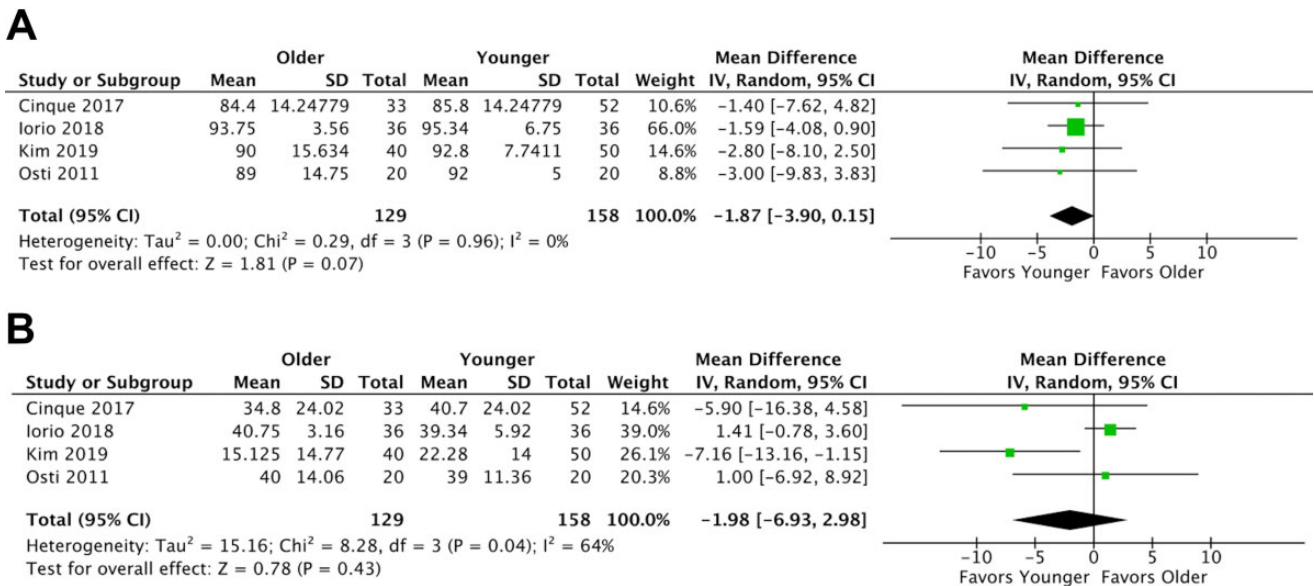 A
Older Younger Mean Difference Mean Difference
Study or Subgroup Mean SD Total Mean SD Total Weight IV, Random, 95% CI IV, Random, 95% CI
Cinque 2017 84.4 14.24779 33 85.8 14.24779 52 10.6% −1.40 [−7.62, 4.82]
Iorio 2018 93.75 3.56 36 95.34 6.75 36 66.0% −1.59 [−4.08, 0.90]
Kim 2019 90 15.634 40 92.8 7.7411 50 14.6% −2.80 [−8.10, 2.50]
Osti 2011 89 14.75 20 92 5 20 8.8% −3.00 [−9.83, 3.83]
Total (95% CI) 129 158 100.0% −1.87 [−3.90, 0.15]
Heterogeneity: Tau² = 0.00; Chi² = 0.29, df = 3 (P = 0.96); I² = 0%
Test for overall effect: Z = 1.81 (P = 0.07)
−10 −5 0 5 10
Favors Younger Favors Older
B
Older Younger Mean Difference Mean Difference
Study or Subgroup Mean SD Total Mean SD Total Weight IV, Random, 95% CI IV, Random, 95% CI
Cinque 2017 34.8 24.02 33 40.7 24.02 52 14.6% −5.90 [−16.38, 4.58]
Iorio 2018 40.75 3.16 36 39.34 5.92 36 39.0% 1.41 [−0.78, 3.60]
Kim 2019 15.125 14.77 40 22.28 14 50 26.1% −7.16 [−13.16, −1.15]
Osti 2011 40 14.06 20 39 11.36 20 20.3% 1.00 [−6.92, 8.92]
Total (95% CI) 129 158 100.0% −1.98 [−6.93, 2.98]
Heterogeneity: Tau² = 15.16; Chi² = 8.28, df = 3 (P = 0.04); I² = 64%
Test for overall effect: Z = 0.78 (P = 0.43)
−10 −5 0 5 10
Favors Younger Favors Older